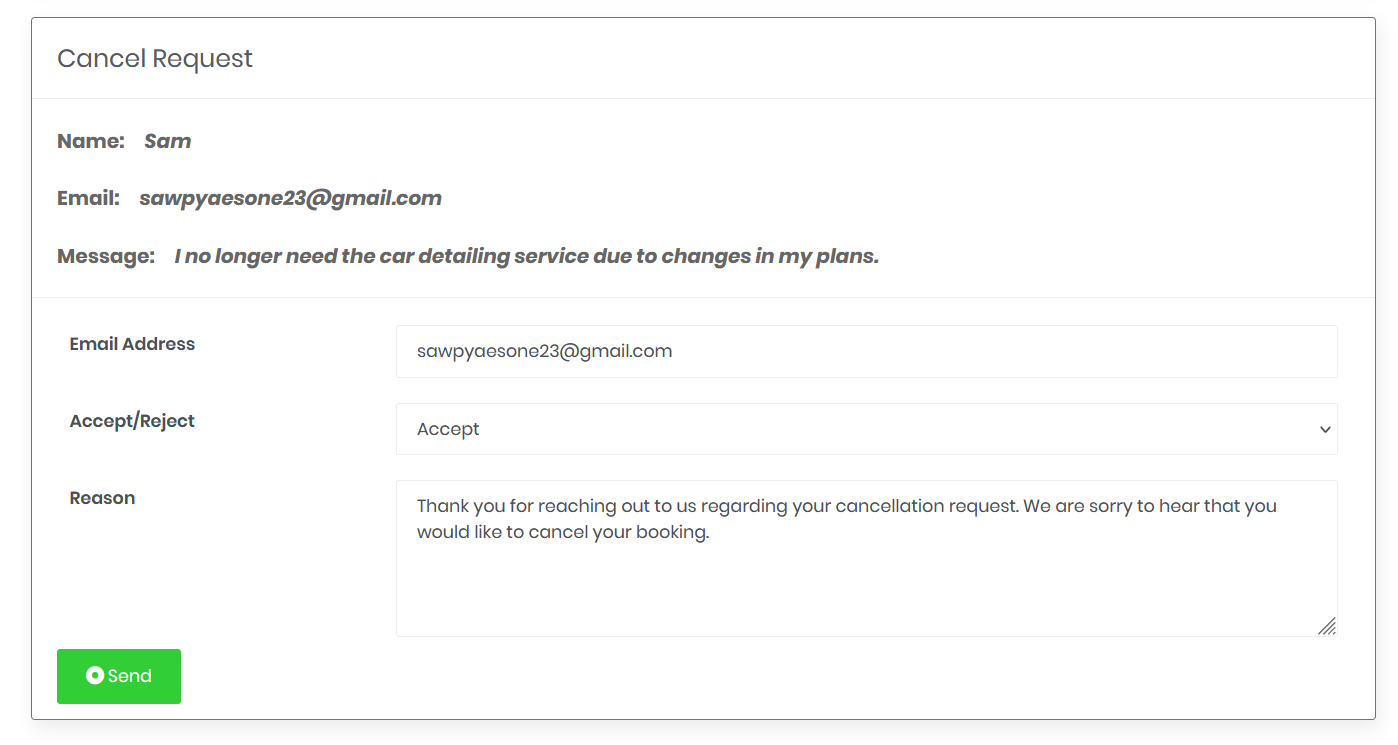 Cancel Request
Name: Sam
Email: sawpyaesone23@gmail.com
Message: I no longer need the car detailing service due to changes in my plans.
Email Address
sawpyaesone23@gmail.com
Accept/Reject
Accept
Reason
Thank you for reaching out to us regarding your cancellation request. We are sorry to hear that you
would like to cancel your booking.
Send